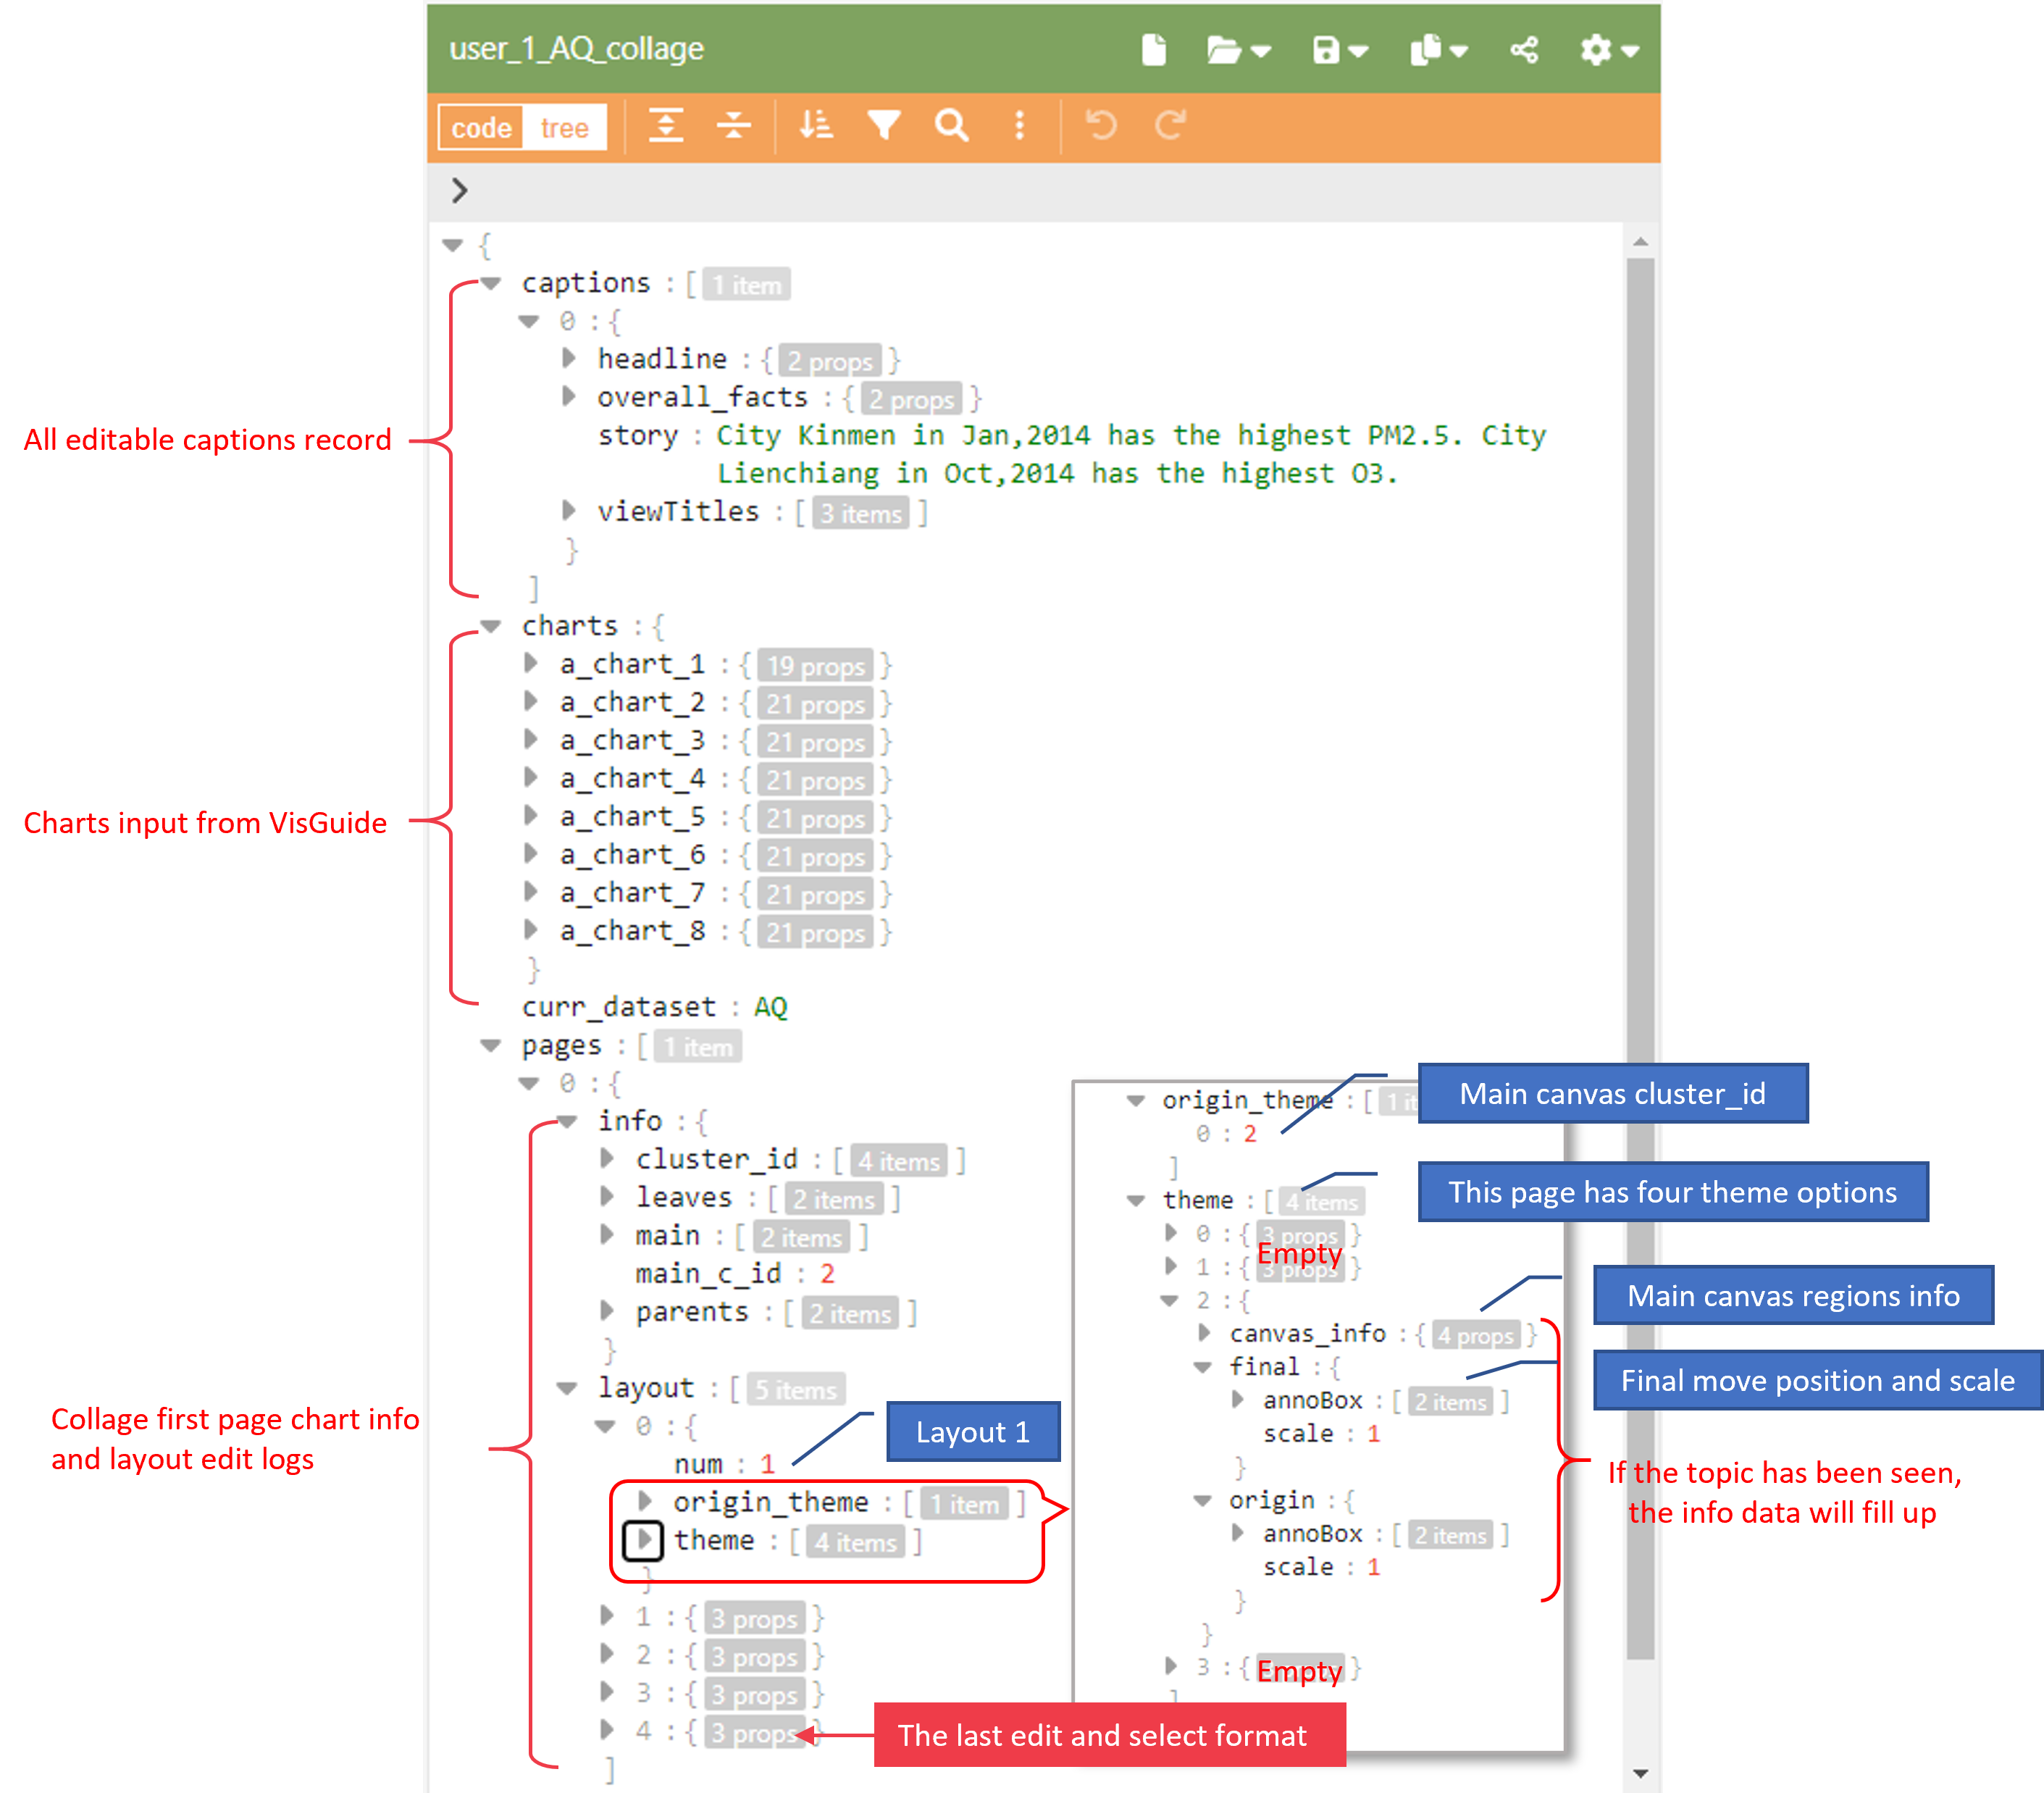 user_1_AQ_collage
code tree
{
captions : [ 1 item
0 : {
headline : { 2 props }
overall_facts : { 2 props }
story : City Kinmen in Jan,2014 has the highest PM2.5. City
Lienchiang in Oct,2014 has the highest O3.
viewTitles : [ 3 items ]
}
]
All editable captions record
charts : {
a_chart_1 : { 19 props }
a_chart_2 : { 21 props }
a_chart_3 : { 21 props }
a_chart_4 : { 21 props }
a_chart_5 : { 21 props }
a_chart_6 : { 21 props }
a_chart_7 : { 21 props }
a_chart_8 : { 21 props }
}
Charts input from VisGuide
curr_dataset : AQ
pages : [ 1 item
0 : {
info : {
cluster_id : [ 4 items ]
leaves : [ 2 items ]
main : [ 2 items ]
main_c_id : 2
parents : [ 2 items ]
}
layout : [ 5 items
0 : {
num : 1
Layout 1
origin_theme : [ 1 item ]
theme : [ 4 items ]
}
1 : { 3 props }
2 : { 3 props }
3 : { 3 props }
4 : { 3 props }
]
Collage first page chart info
and layout edit logs
The last edit and select format
origin_theme : [
Main canvas cluster_id
0 : 2
]
theme : [ 4 items
This page has four theme options
0 : { 3 props }
Empty
1 : { 3 props }
2 : {
Main canvas regions info
canvas_info : { 4 props }
final : {
Final move position and scale
annoBox : [ 2 items ]
scale : 1
}
origin : {
annoBox : [ 2 items ]
scale : 1
}
}
If the topic has been seen,
the info data will fill up
3 : { Empty }
]